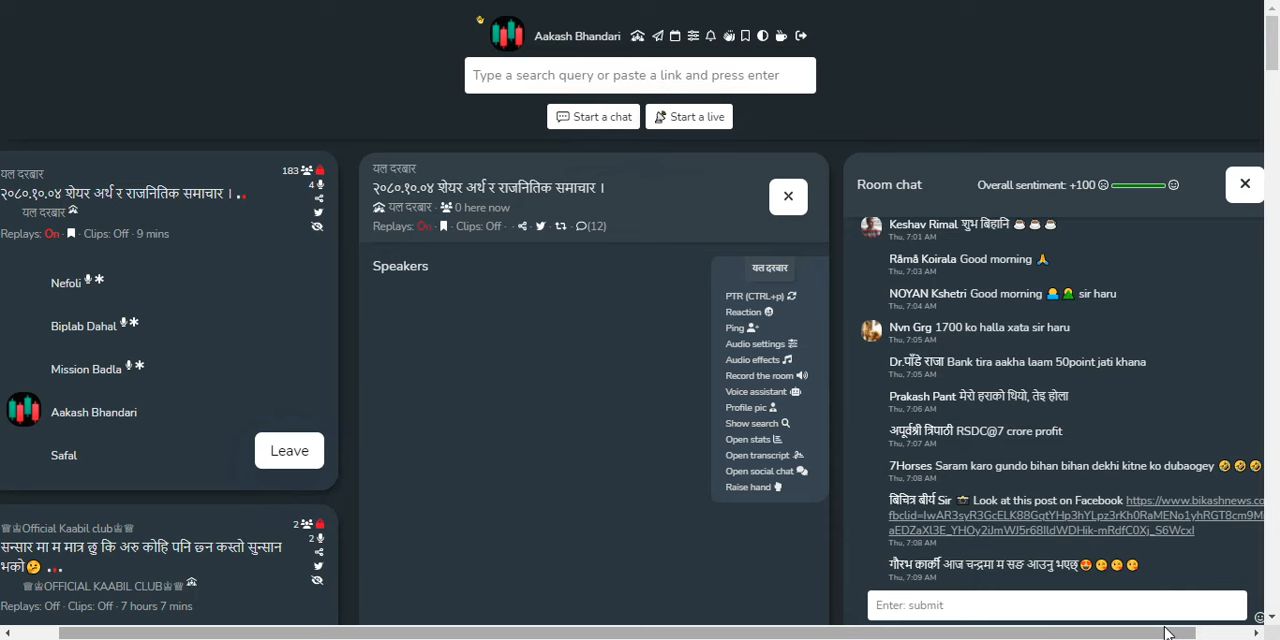 Aakash Bhandari
Type a search query or paste a link and press enter
Start a chat
Start a live
यल दरबार
183
२०८०.१०.०४ शेयर अर्थ र राजनितिक समाचार ।
4
यल दरबार
Replays: On · Clips: Off · 9 mins
Nefoli
Biplab Dahal
Mission Badla
Aakash Bhandari
Safal
Leave
♕♔Official Kaabil club♔♕
2
सन्सार मा म मात्र छु कि अरु कोहि पनि छन कस्तो सुन्सान
2
भको🤔
♕♔OFFICIAL KAABIL CLUB♔♕
Replays: Off · Clips: Off · 7 hours 7 mins
यल दरबार
२०८०.१०.०४ शेयर अर्थ र राजनितिक समाचार ।
यल दरबार · 0 here now
Replays: On · Clips: Off · (12)
Speakers
यल दरबार
PTR (CTRL+p)
Reaction
Ping
Audio settings
Audio effects
Record the room
Voice assistant
Profile pic
Show search
Open stats
Open transcript
Open social chat
Raise hand
Room chat
Overall sentiment: +100
Keshav Rimal शुभ बिहानि ☕ ☕ ☕
Thu, 7:01 AM
Råmå Koirala Good morning 🙏
Thu, 7:03 AM
NOYAN Kshetri Good morning sir haru
Thu, 7:04 AM
Nvn Grg 1700 ko halla xata sir haru
Thu, 7:05 AM
Dr.पाँडे राजा Bank tira aakha laam 50point jati khana
Thu, 7:05 AM
Prakash Pant मेरो हराको थियो, तेइ होला
Thu, 7:06 AM
अपूर्वश्री त्रिपाठी RSDC@7 crore profit
Thu, 7:07 AM
7Horses Saram karo gundo bihan bihan dekhi kitne ko dubaogey 🤣 🤣 🤣
Thu, 7:08 AM
बिचित्र बीर्य Sir Look at this post on Facebook https://www.bikashnews.co
fbclid=IwAR3syR3GcELK88GqtYHp3hYLpz3rKh0RaMENo1yhRGT8cm9M
aEDZaXl3E_YHOy2iJmWJ5r68IldWDHik-mRdfC0Xj_S6WcxI
Thu, 7:08 AM
गौरभ कार्की आज चन्द्रमा म सङ आउनु भएछ😍 😋 😋 😋
Thu, 7:09 AM
Enter: submit